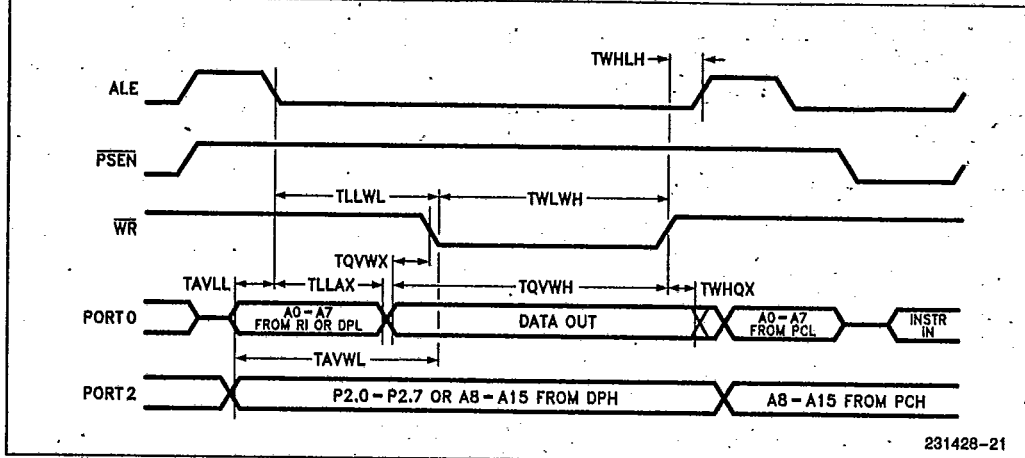 TWHLH
ALE
PSEN
TLLWL
TWLWH
WR
TQVWX
TAVLL
TLLAX
TQVWH
TWHQX
PORT 0
A0-A7
FROM RI OR DPL
DATA OUT
A0-A7
FROM PCL
INSTR
IN
TAVWL
PORT 2
P2.0-P2.7 OR A8-A15 FROM DPH
A8-A15 FROM PCH
231428-21